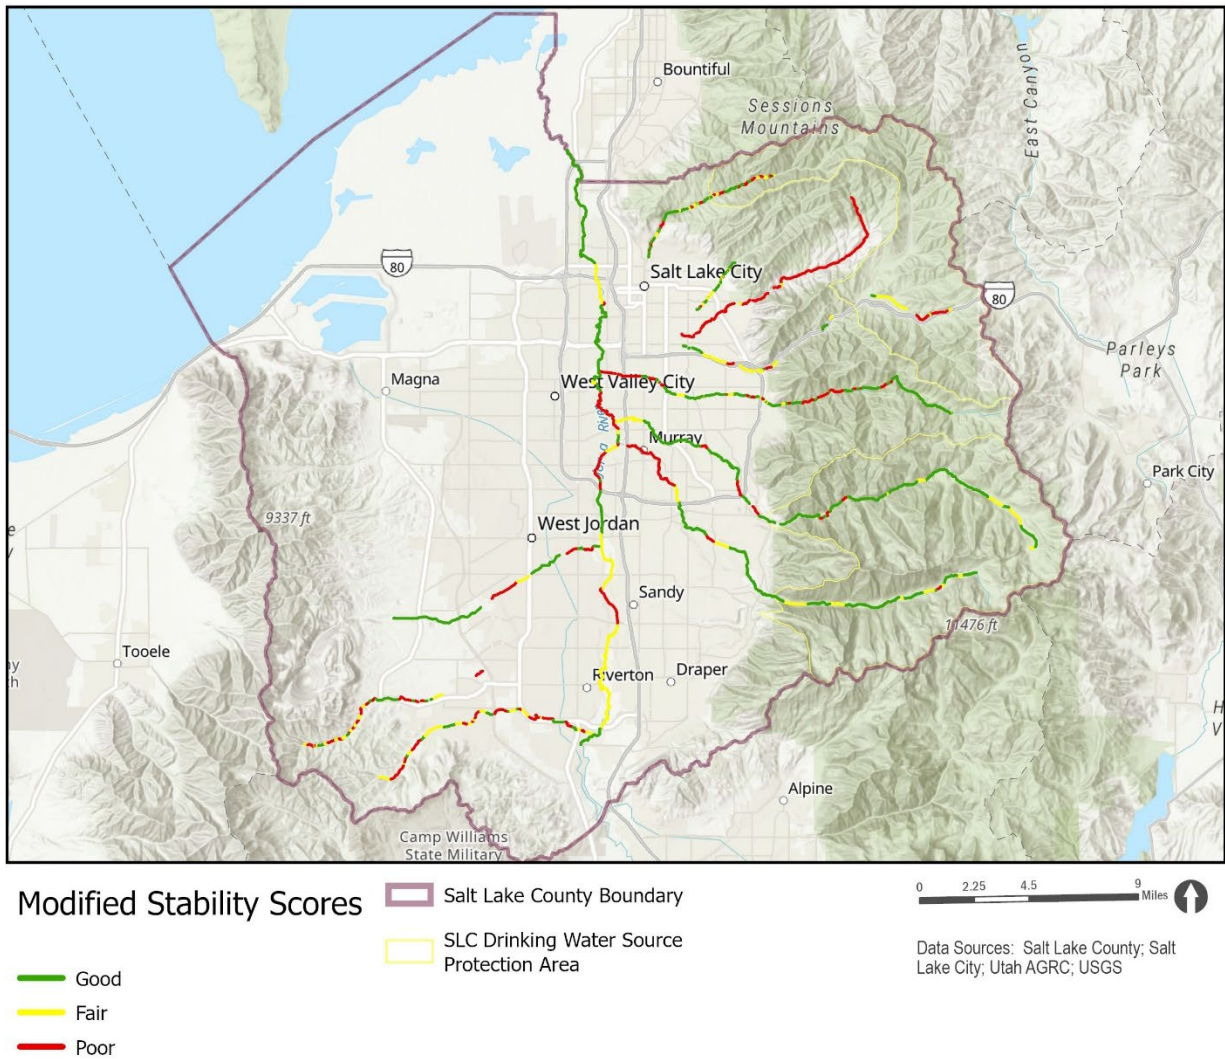 Bountiful
Sessions
Mountains
East Canyon
80
Salt Lake City
80
Parleys
Park
Magna
West Valley City
Murray
Park City
9337 ft
West Jordan
Sandy
11476 ft
Tooele
Riverton
Draper
Alpine
Camp Williams
State Military
Modified Stability Scores
Good
Fair
Poor
Salt Lake County Boundary
SLC Drinking Water Source
Protection Area
0 2.25 4.5 9
Miles
Data Sources: Salt Lake County; Salt
Lake City; Utah AGRC; USGS